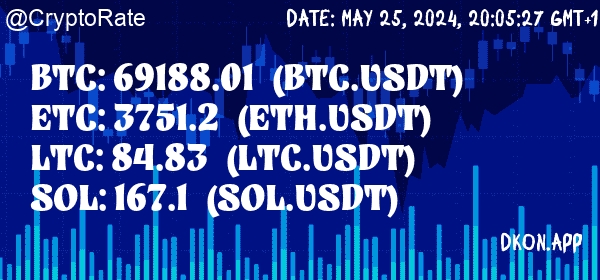 @CryptoRate
DATE: MAY 25, 2024, 20:05:27 GMT+1
BTC: 69188.01 (BTC.USDT)
ETC: 3751.2 (ETH.USDT)
LTC: 84.83 (LTC.USDT)
SOL: 167.1 (SOL.USDT)
DKON.APP